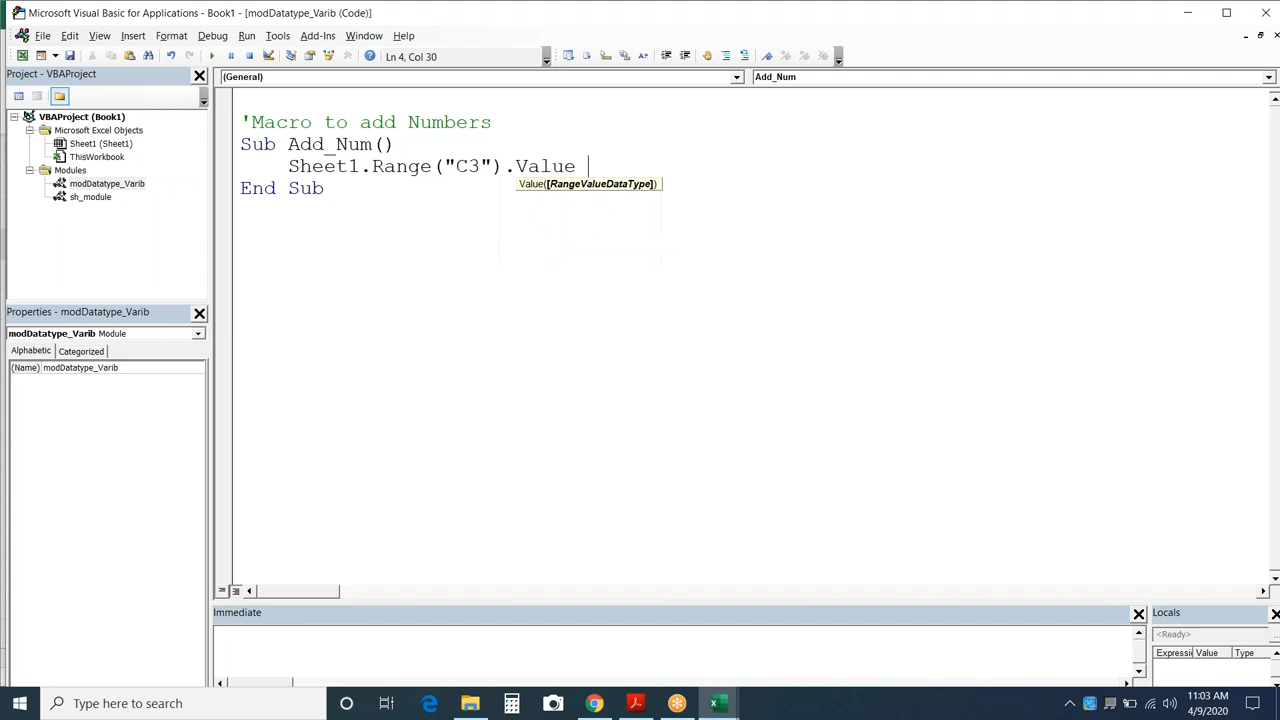 Microsoft Visual Basic for Applications - Book1 - [modDatatype_Varib (Code)]
File Edit View Insert Format Debug Run Tools Add-Ins Window Help
Ln 4, Col 30
Project - VBAProject
(General)
Add_Num
VBAProject (Book1)
Microsoft Excel Objects
Sheet1 (Sheet1)
ThisWorkbook
Modules
modDatatype_Varib
sh_module
'Macro to add Numbers
Sub Add_Num()
Sheet1.Range("C3").Value
Value([RangeValueDataType])
End Sub
Properties - modDatatype_Varib
modDatatype_Varib Module
Alphabetic Categorized
(Name) modDatatype_Varib
Immediate
Locals
<Ready>
...
Expressi Value Type
Type here to search
11:03 AM
4/9/2020